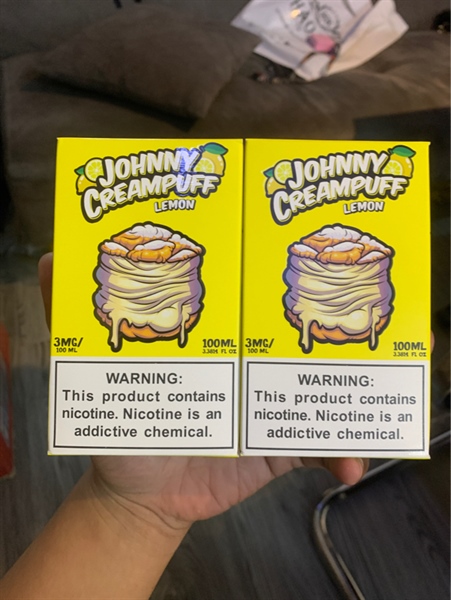 JOHNNY
CREAMPUFF
LEMON
3MG/
100 ML
100ML
3.38FL FL OZ
WARNING:
This product contains
nicotine. Nicotine is an
addictive chemical.
JOHNNY
CREAMPUFF
LEMON
3MG/
100 ML
100ML
FL OZ
WARNING:
This product contains
nicotine. Nicotine is an
addictive chemical.